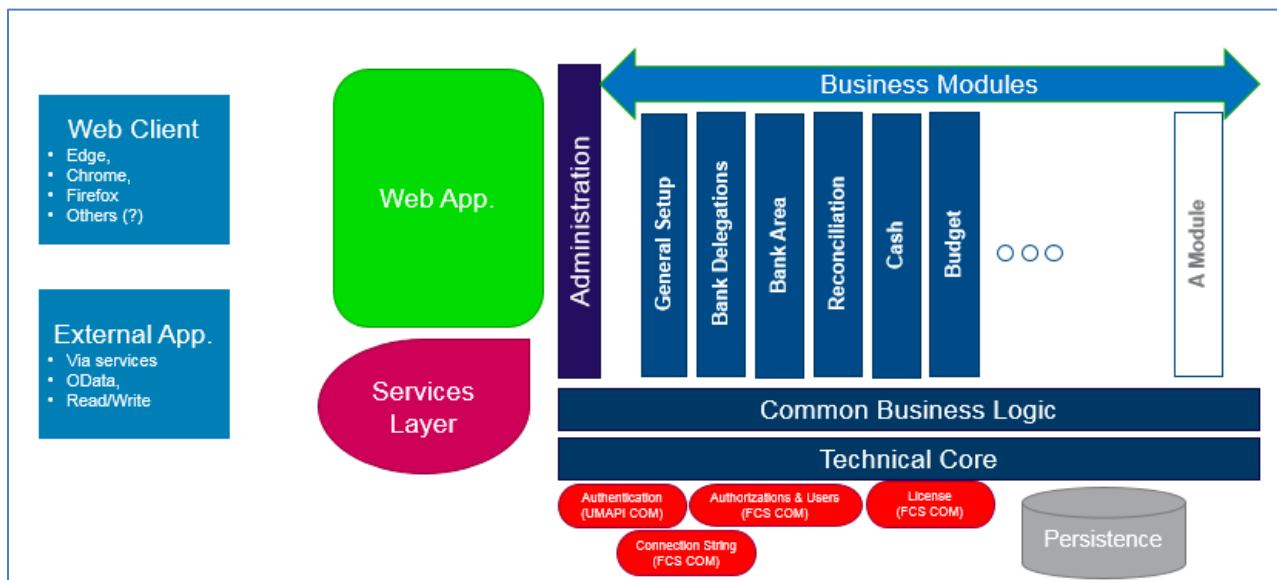 Web Client
• Edge,
• Chrome,
• Firefox
• Others (?)
External App.
• Via services
• OData,
• Read/Write
Web App.
Services
Layer
Administration
Business Modules
General Setup
Bank Delegations
Bank Area
Reconciliation
Cash
Budget
A Module
Common Business Logic
Technical Core
Authentication
(UMAPI COM)
Authorizations & Users
(FCS COM)
License
(FCS COM)
Connection String
(FCS COM)
Persistence